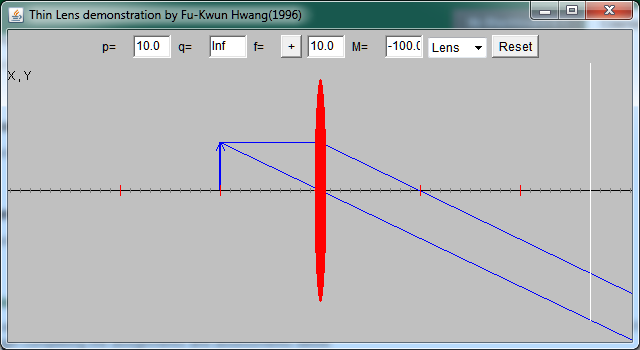 Thin Lens demonstration by Fu-Kwun Hwang(1996)
p= 10.0 q= Inf f= + 10.0 M= -100.0 Lens Reset
X,Y